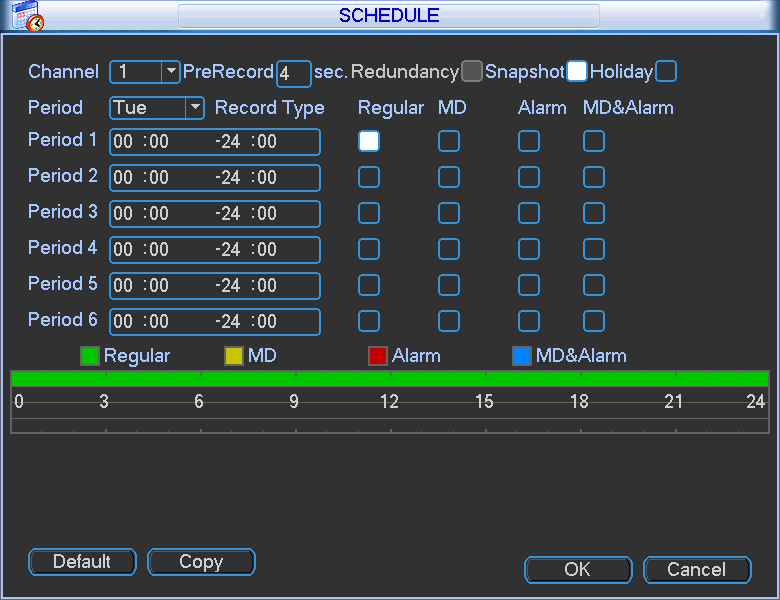 SCHEDULE
Channel 1 PreRecord 4 sec. Redundancy Snapshot Holiday
Period Tue Record Type Regular MD Alarm MD&Alarm
Period 1 00 :00 -24 :00
Period 2 00 :00 -24 :00
Period 3 00 :00 -24 :00
Period 4 00 :00 -24 :00
Period 5 00 :00 -24 :00
Period 6 00 :00 -24 :00
Regular MD Alarm MD&Alarm
0 3 6 9 12 15 18 21 24
Default Copy OK Cancel